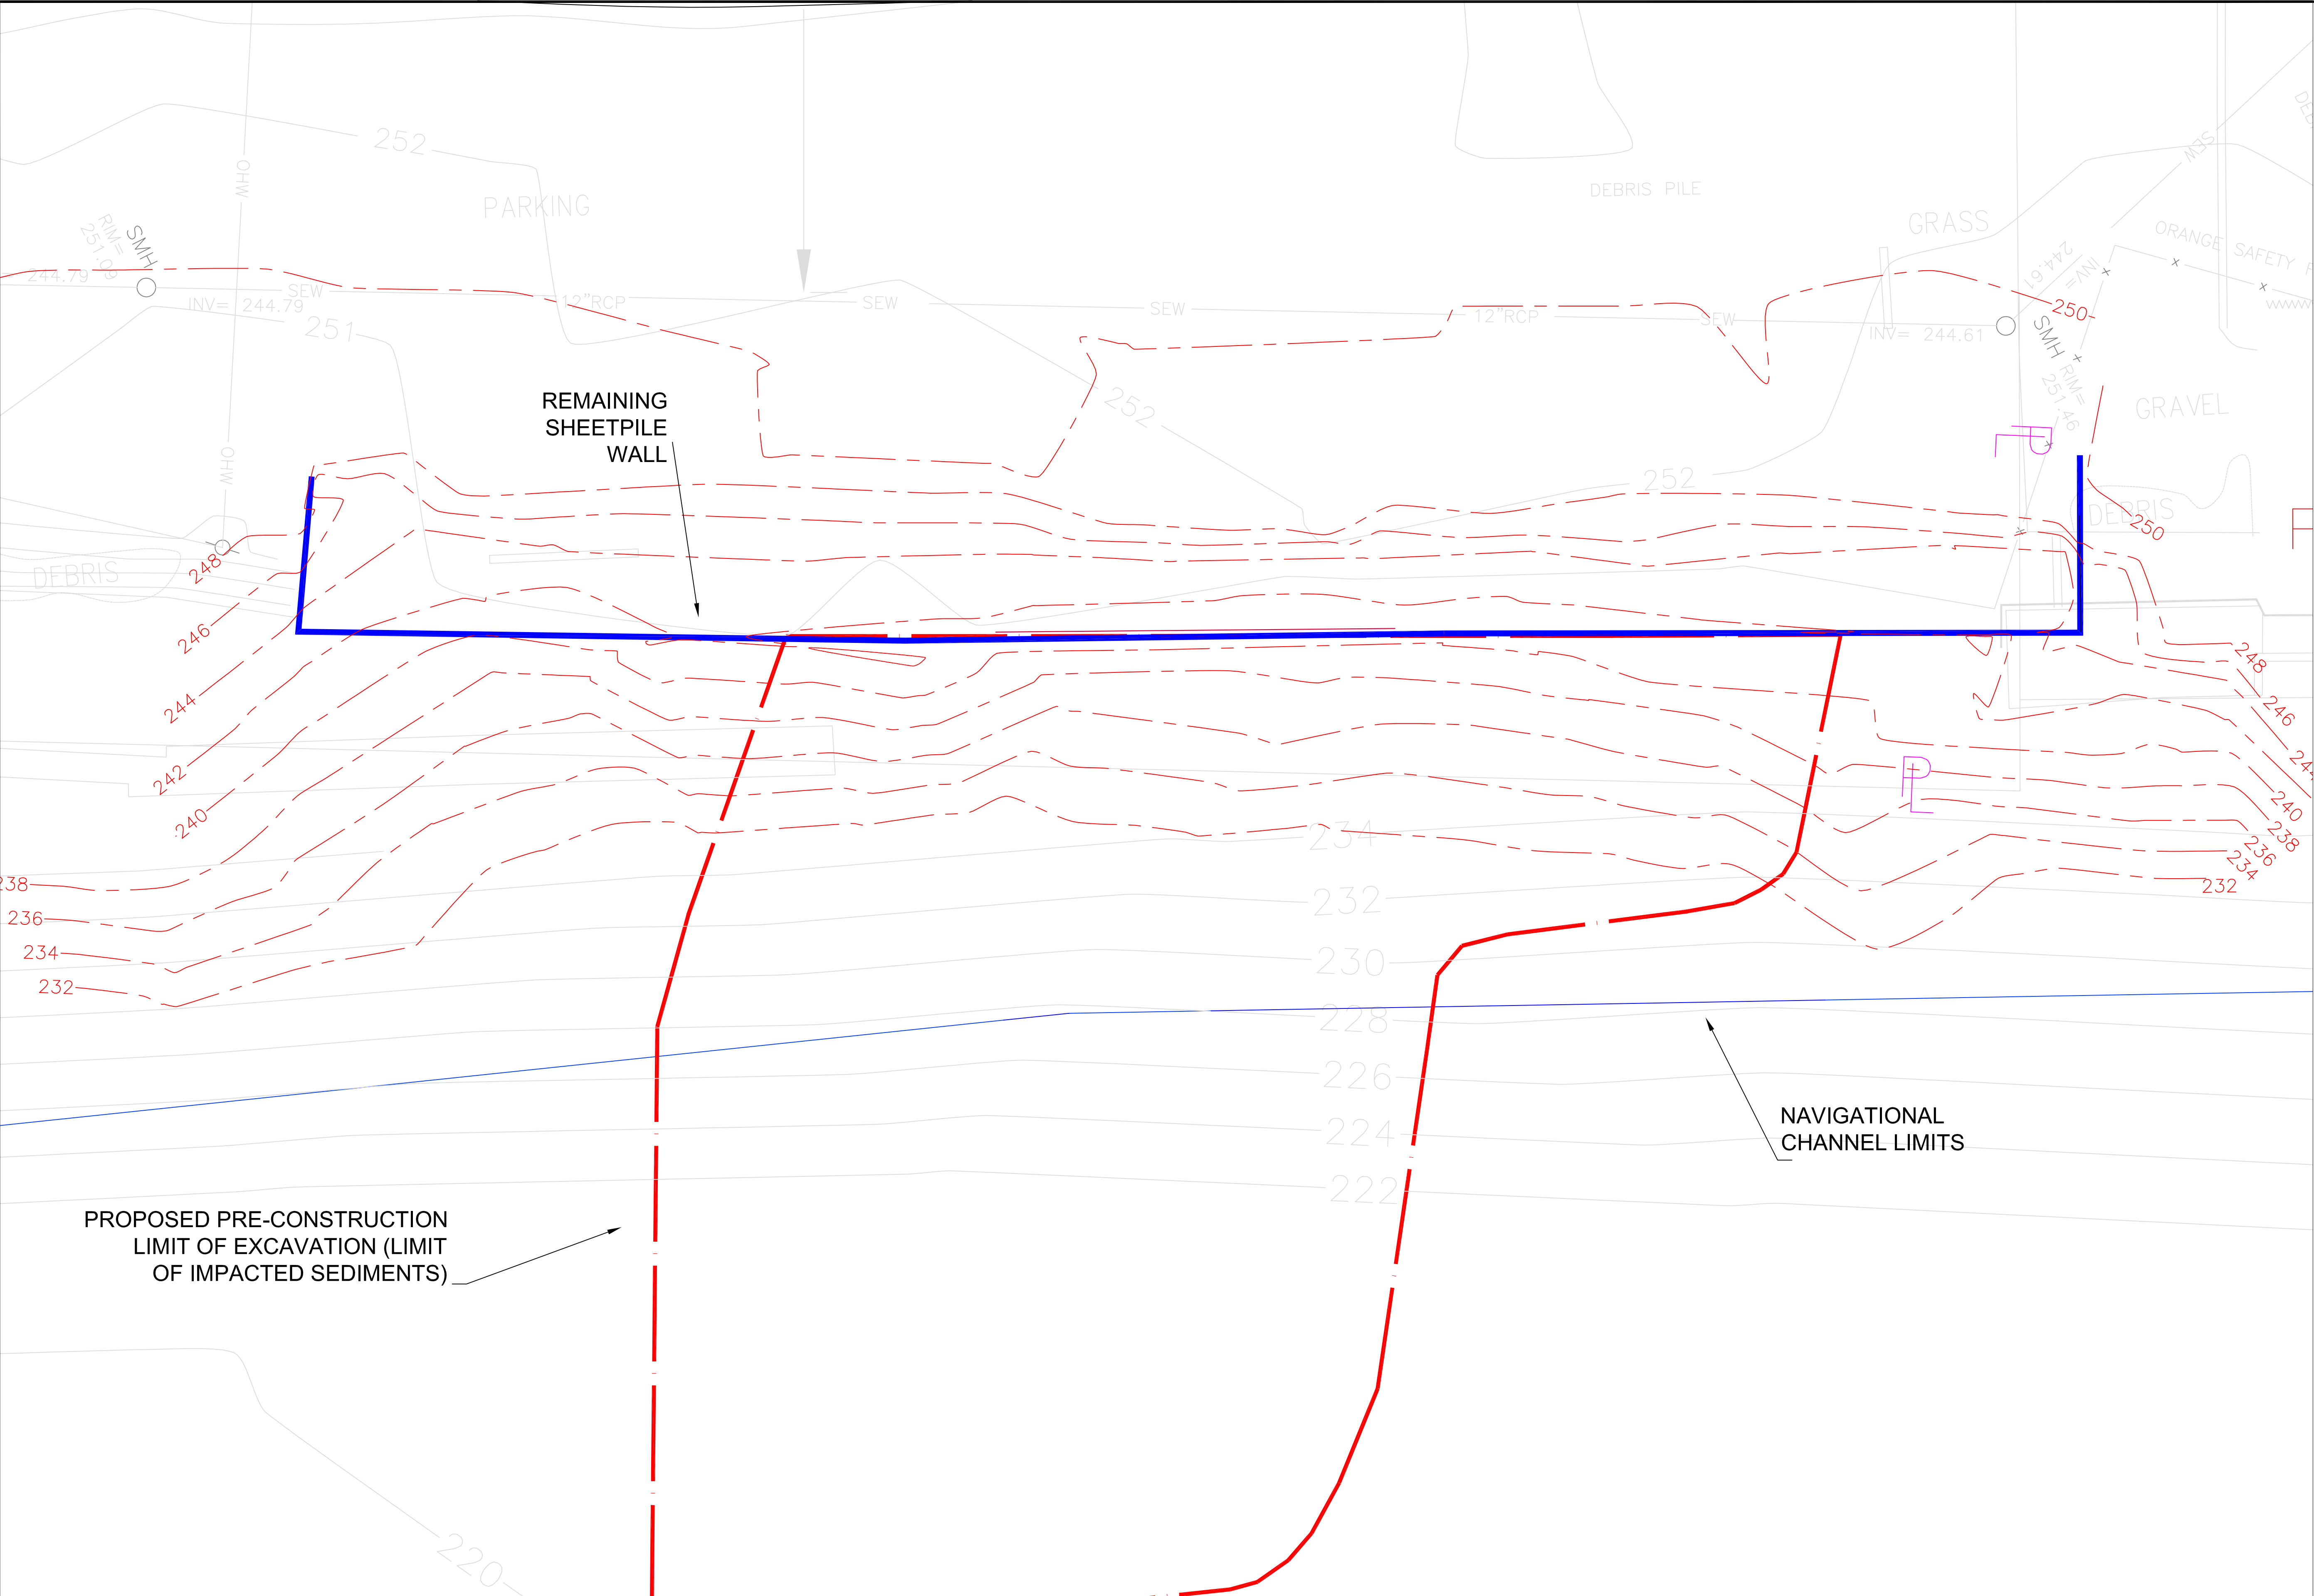 252
OHW
PARKING
DEBRIS PILE
GRASS
SEW
ORANGE SAFETY
SMH
RIM=
251.09
244.79
INV= 244.79
SEW
12"RCP
SEW
SEW
12"RCP
SEW
INV= 244.61
INV=
244.61
250
SMH
RIM=
251.46
251
252
GRAVEL
REMAINING
SHEETPILE
WALL
OHW
252
DEBRIS
250
248
DEBRIS
246
248
244
246
242
240
240
234
238
236
234
238
232
232
236
234
230
232
228
226
NAVIGATIONAL
CHANNEL LIMITS
224
222
PROPOSED PRE-CONSTRUCTION
LIMIT OF EXCAVATION (LIMIT
OF IMPACTED SEDIMENTS)
220